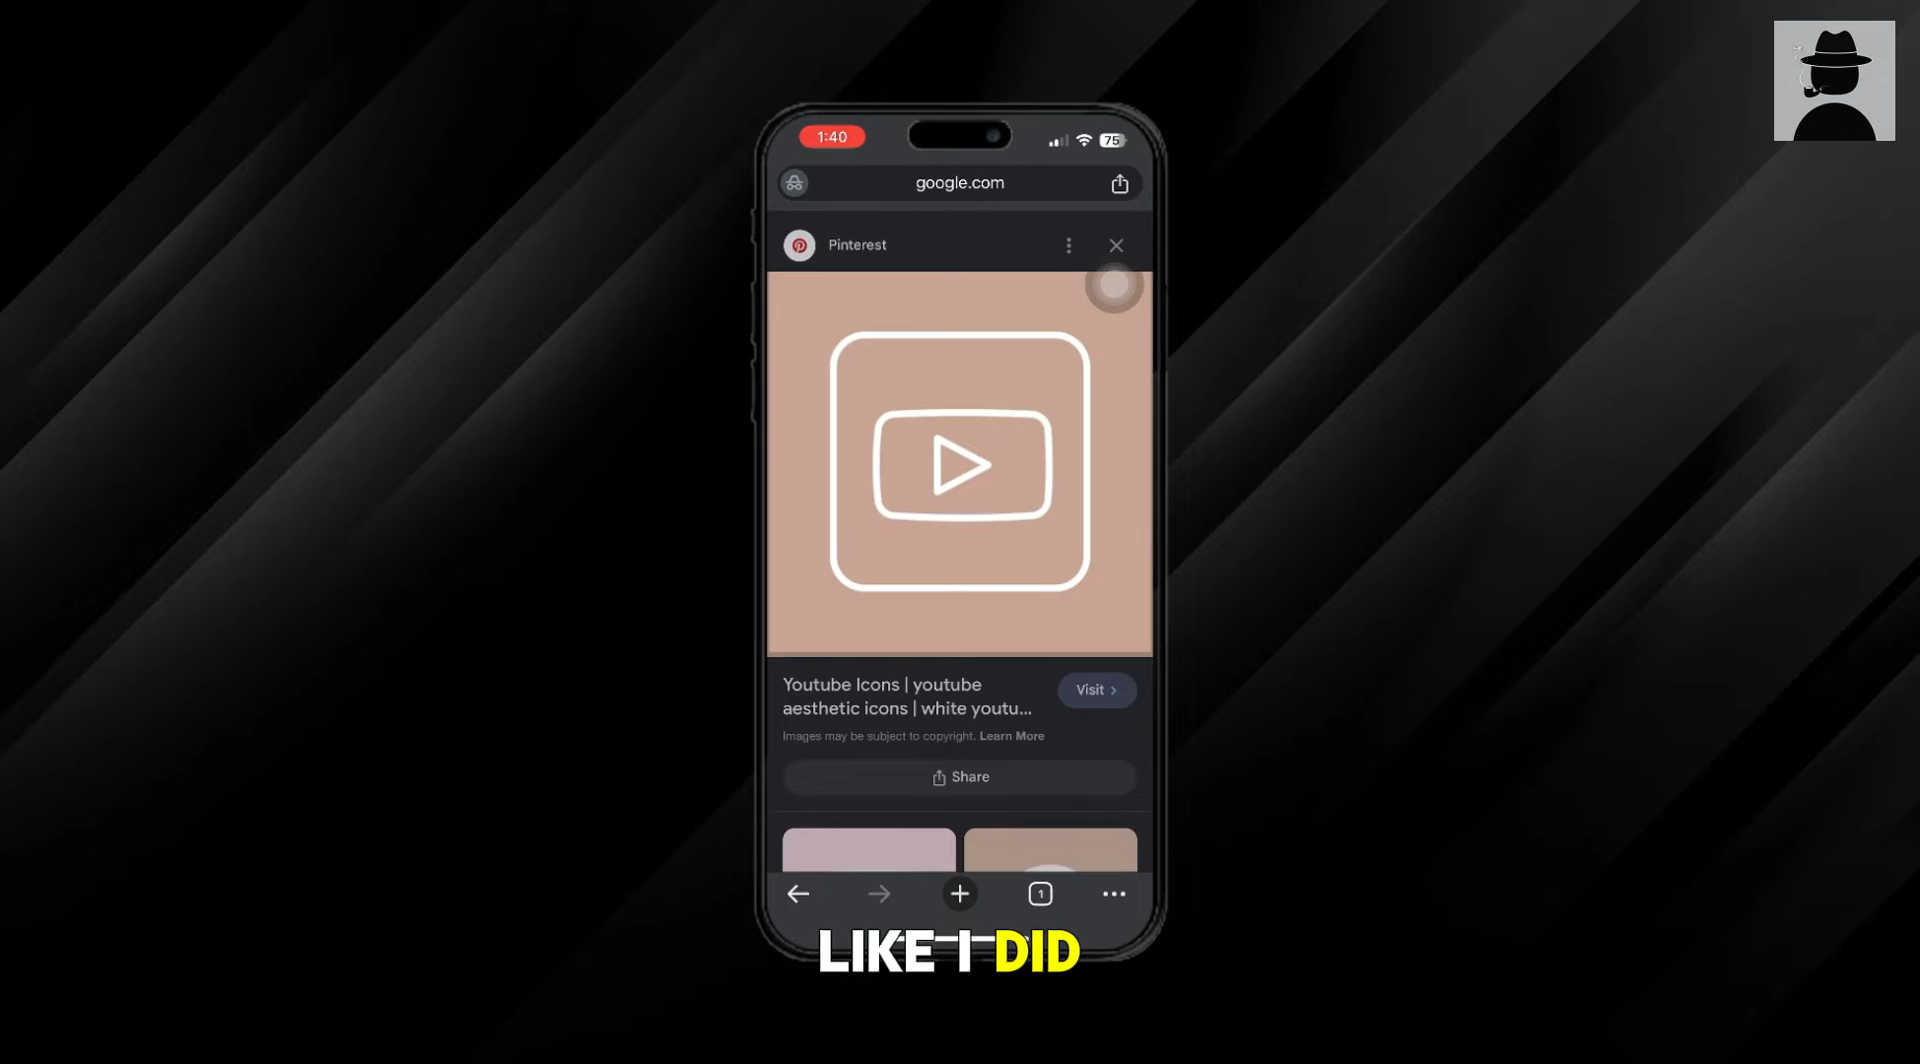 1:40
75
google.com
Pinterest
Youtube Icons | youtube
aesthetic icons | white youtu...
Visit
Images may be subject to copyright. Learn More
Share
1
LIKE I DID